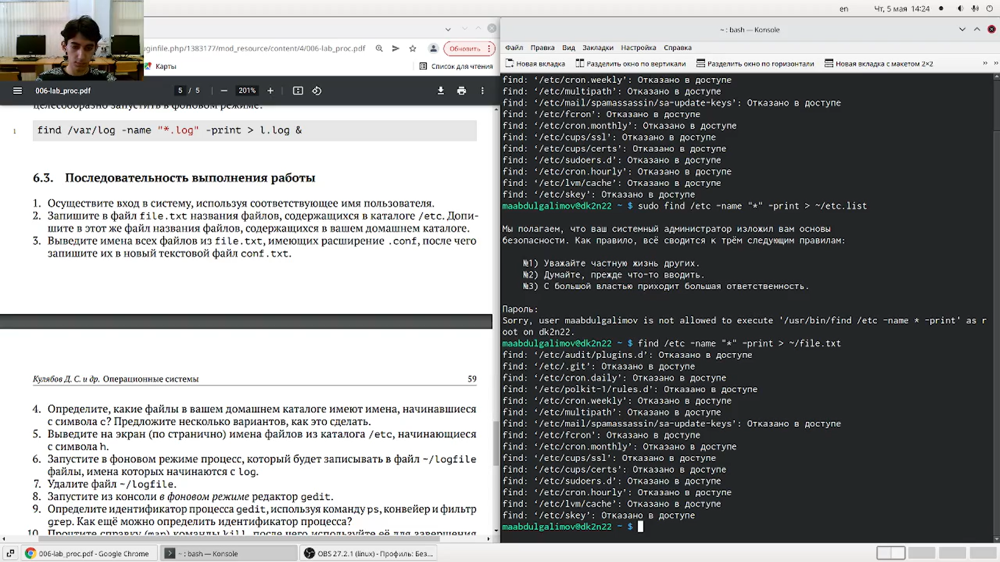 en
Чт, 5 мая 14:24
uginfile.php/1383177/mod_resource/content/4/006-lab_proc.pdf
Обновить
Карты
Список для чтения
006-lab_proc.pdf
5 / 5
201%
целесообразно запустить в фоновом режиме:
1 find /var/log -name "*.log" -print > l.log &
6.3. Последовательность выполнения работы
1. Осуществите вход в систему, используя соответствующее имя пользователя.
2. Запишите в файл file.txt названия файлов, содержащихся в каталоге /etc. Допи-
шите в этот же файл названия файлов, содержащихся в вашем домашнем каталоге.
3. Выведите имена всех файлов из file.txt, имеющих расширение .conf, после чего
запишите их в новый текстовой файл conf.txt.
Кулябов Д. С. и др. Операционные системы
59
4. Определите, какие файлы в вашем домашнем каталоге имеют имена, начинавшиеся
с символа c? Предложите несколько вариантов, как это сделать.
5. Выведите на экран (по странично) имена файлов из каталога /etc, начинающиеся
с символа h.
6. Запустите в фоновом режиме процесс, который будет записывать в файл ~/logfile
файлы, имена которых начинаются с log.
7. Удалите файл ~/logfile.
8. Запустите из консоли в фоновом режиме редактор gedit.
9. Определите идентификатор процесса gedit, используя команду ps, конвейер и фильтр
grep. Как ещё можно определить идентификатор процесса?
10. Прочтите справку (man) команды kill, после чего используйте её для завершения
~ : bash — Konsole
Файл Правка Вид Закладки Настройка Справка
Новая вкладка Разделить окно по вертикали Разделить окно по горизонтали Новая вкладка с макетом 2×2
find: ‘/etc/cron.weekly’: Отказано в доступе
find: ‘/etc/multipath’: Отказано в доступе
find: ‘/etc/mail/spamassassin/sa-update-keys’: Отказано в доступе
find: ‘/etc/fcron’: Отказано в доступе
find: ‘/etc/cron.monthly’: Отказано в доступе
find: ‘/etc/cups/ssl’: Отказано в доступе
find: ‘/etc/cups/certs’: Отказано в доступе
find: ‘/etc/sudoers.d’: Отказано в доступе
find: ‘/etc/cron.hourly’: Отказано в доступе
find: ‘/etc/lvm/cache’: Отказано в доступе
find: ‘/etc/skey’: Отказано в доступе
maabdulgalimov@dk2n22 ~ $ sudo find /etc -name "*" -print > ~/etc.list
Мы полагаем, что ваш системный администратор изложил вам основы
безопасности. Как правило, всё сводится к трём следующим правилам:
№1) Уважайте частную жизнь других.
№2) Думайте, прежде что-то вводить.
№3) С большой властью приходит большая ответственность.
Пароль:
Sorry, user maabdulgalimov is not allowed to execute '/usr/bin/find /etc -name * -print' as r
oot on dk2n22.
maabdulgalimov@dk2n22 ~ $ find /etc -name "*" -print > ~/file.txt
find: ‘/etc/audit/plugins.d’: Отказано в доступе
find: ‘/etc/.git’: Отказано в доступе
find: ‘/etc/cron.daily’: Отказано в доступе
find: ‘/etc/polkit-1/rules.d’: Отказано в доступе
find: ‘/etc/cron.weekly’: Отказано в доступе
find: ‘/etc/multipath’: Отказано в доступе
find: ‘/etc/mail/spamassassin/sa-update-keys’: Отказано в доступе
find: ‘/etc/fcron’: Отказано в доступе
find: ‘/etc/cron.monthly’: Отказано в доступе
find: ‘/etc/cups/ssl’: Отказано в доступе
find: ‘/etc/cups/certs’: Отказано в доступе
find: ‘/etc/sudoers.d’: Отказано в доступе
find: ‘/etc/cron.hourly’: Отказано в доступе
find: ‘/etc/lvm/cache’: Отказано в доступе
find: ‘/etc/skey’: Отказано в доступе
maabdulgalimov@dk2n22 ~ $
006-lab_proc.pdf - Google Chrome
~ : bash — Konsole
OBS 27.2.1 (linux) - Профиль: Без...